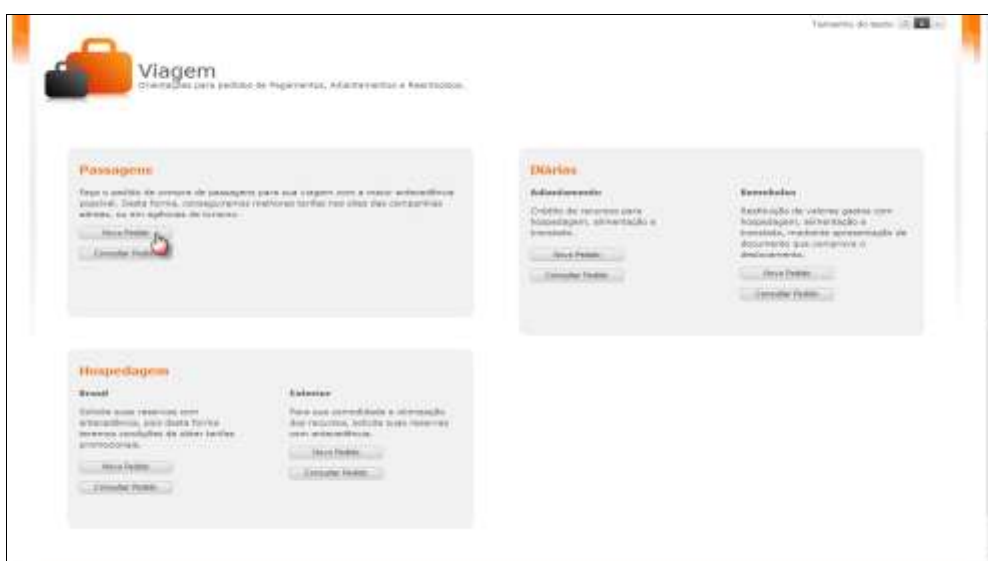 Tamanho do texto
Viagem
Orientações para pedidos de Pagamentos, Adiantamentos e Reembolsos.
Passagens
Faça o pedido de compra de passagens para sua viagem com a maior antecedência
possível. Desta forma, conseguiremos melhores tarifas nos sites das companhias
aéreas, ou em agências de turismo.
Novo Pedido
Consultar Pedido
Diárias
Adiantamento
Crédito de recursos para
hospedagem, alimentação e
translado.
Novo Pedido
Consultar Pedido
Reembolso
Restituição de valores gastos com
hospedagem, alimentação e
translado, mediante apresentação de
documento que comprove o
deslocamento.
Novo Pedido
Consultar Pedido
Hospedagem
Brasil
Solicite suas reservas com
antecedência, pois desta forma
teremos condições de obter tarifas
promocionais.
Novo Pedido
Consultar Pedido
Exterior
Para sua comodidade e otimização
dos recursos, solicite suas reservas
com antecedência.
Novo Pedido
Consultar Pedido